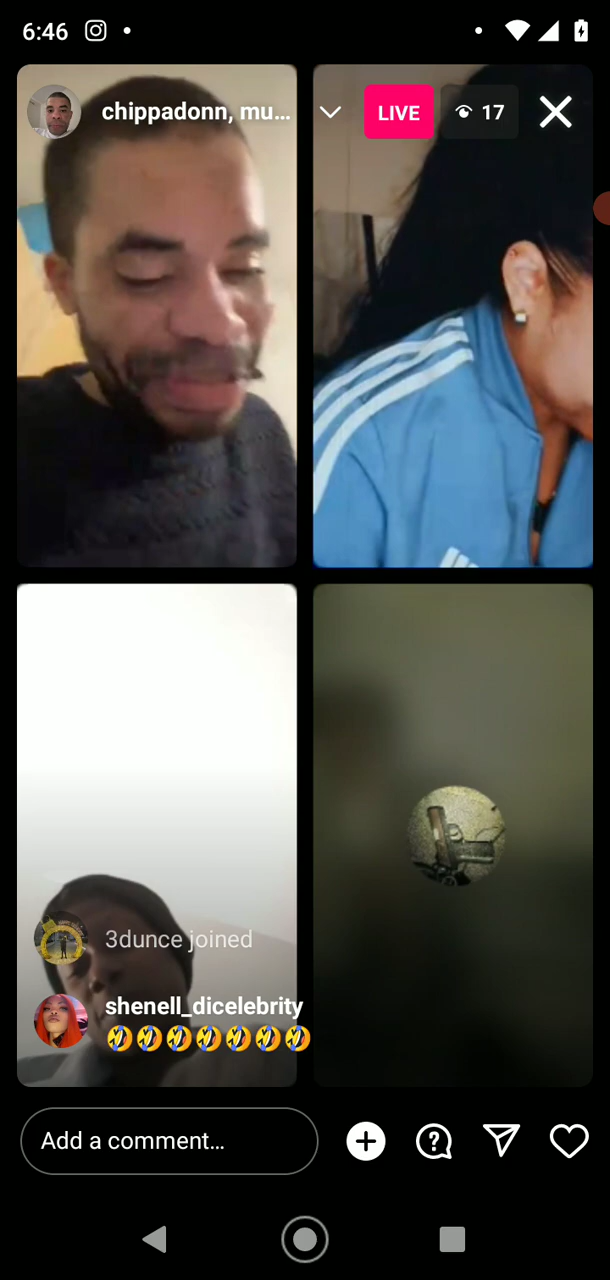 6:46
chippadonn, mu...
LIVE
17
3dunce joined
shenell_dicelebrity
🤣🤣🤣🤣🤣🤣🤣
Add a comment...